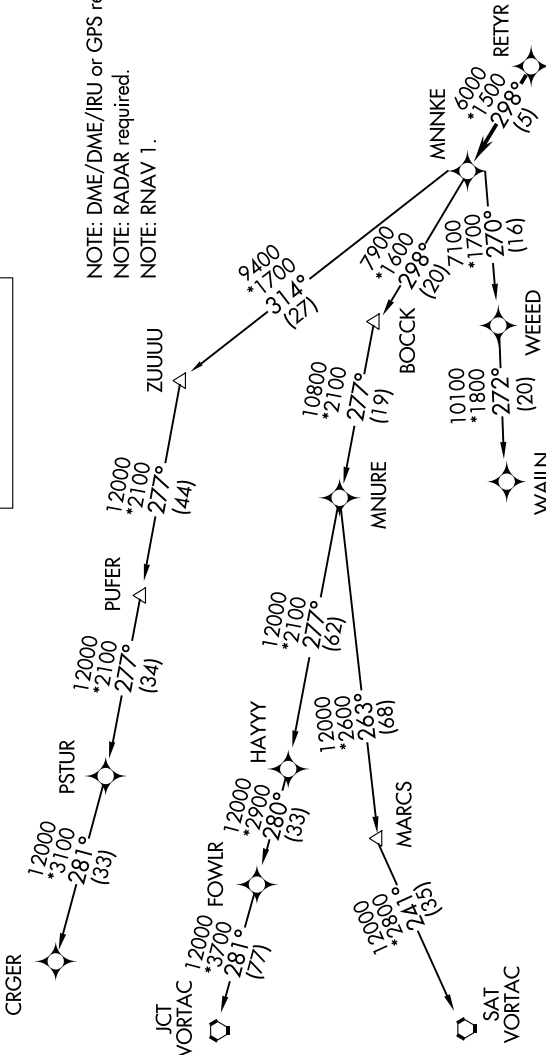 NOTE: DME/DME/IRU or GPS re
NOTE: RADAR required.
NOTE: RNAV 1.
RETYR
6000
*1500
298°
(5)
MNNKE
9400
*1700
314°
(27)
ZUUUU
12000
*2100
277°
(44)
PUFER
12000
*2100
277°
(34)
PSTUR
12000
*3100
281°
(33)
CRGER
7900
*1600
298°
(20)
BOCCK
10800
*2100
277°
(19)
MNURE
12000
*2100
277°
(62)
HAYYY
12000
*2900
280°
(33)
FOWLR
12000
*3700
281°
(77)
JCT
VORTAC
12000
*2600
263°
(68)
MARCS
12000
*2800
241°
(35)
SAT
VORTAC
7100
*1700
270°
(16)
WEEED
10100
*1800
272°
(20)
WAILN